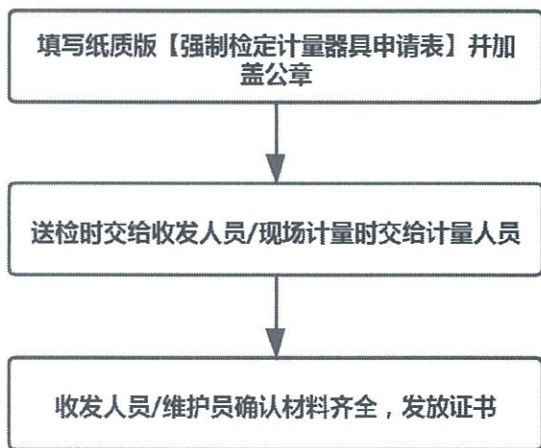 填写纸质版【强制检定计量器具申请表】并加
盖公章
送检时交给收发人员/现场计量时交给计量人员
收发人员/维护员确认材料齐全，发放证书